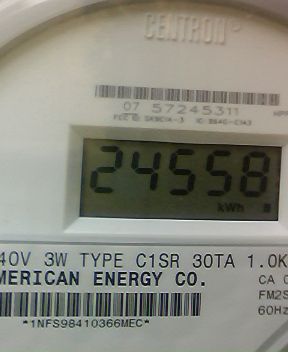 CENTRON®
07 57245311
24558
kWh
40V 3W TYPE C1SR 30TA 1.0K
MERICAN ENERGY CO.
CA 0
FM2S
60Hz
*1NFS98410366MEC*